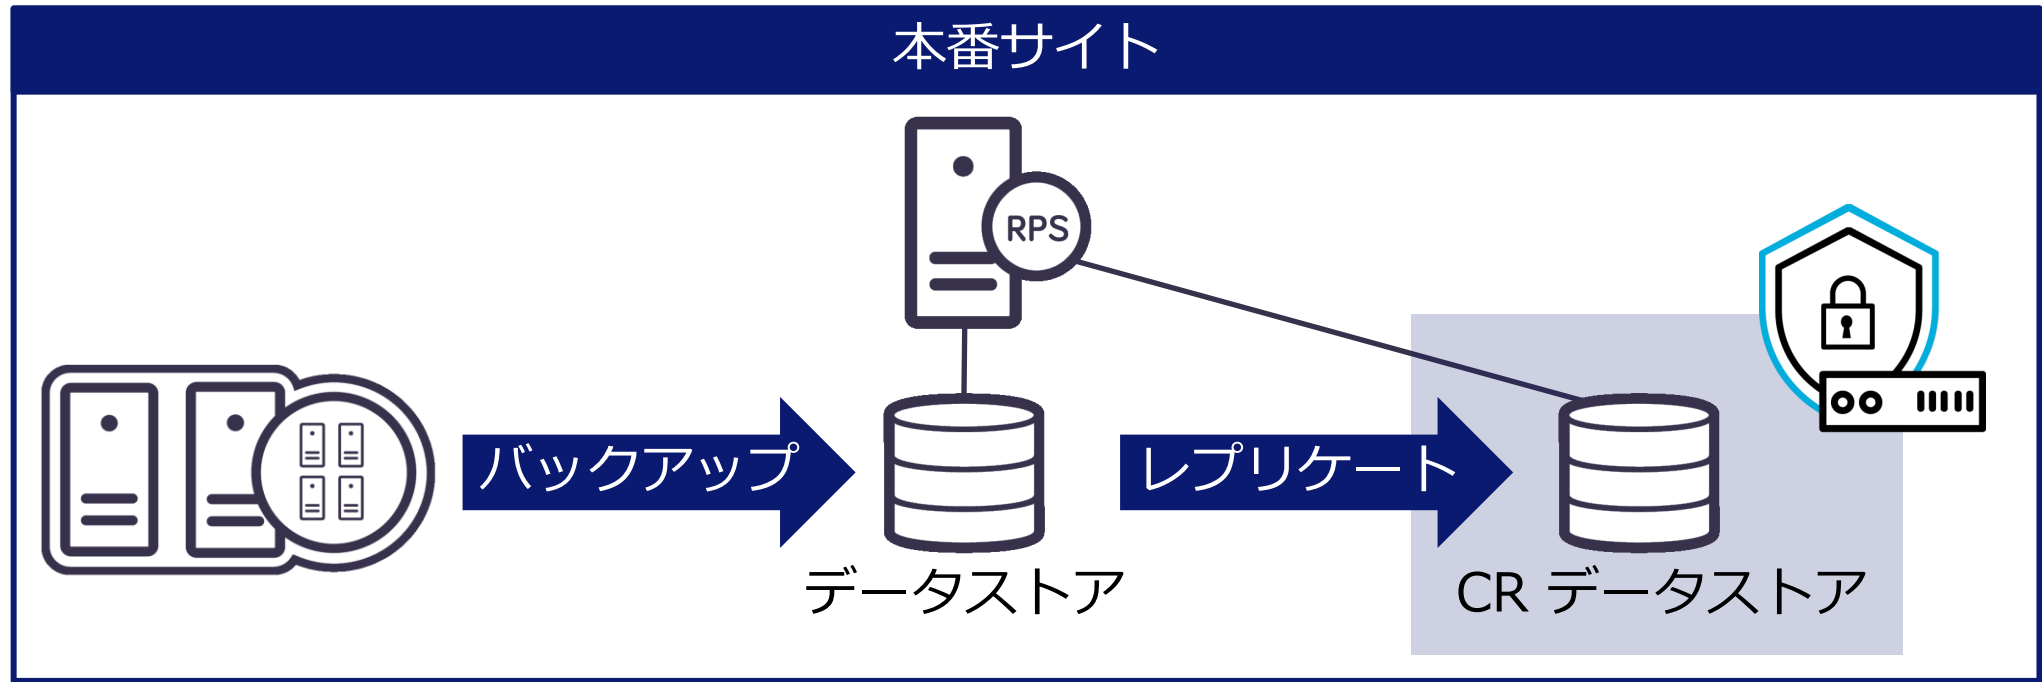 本番サイト
RPS
バックアップ
レプリケート
データストア
CR データストア